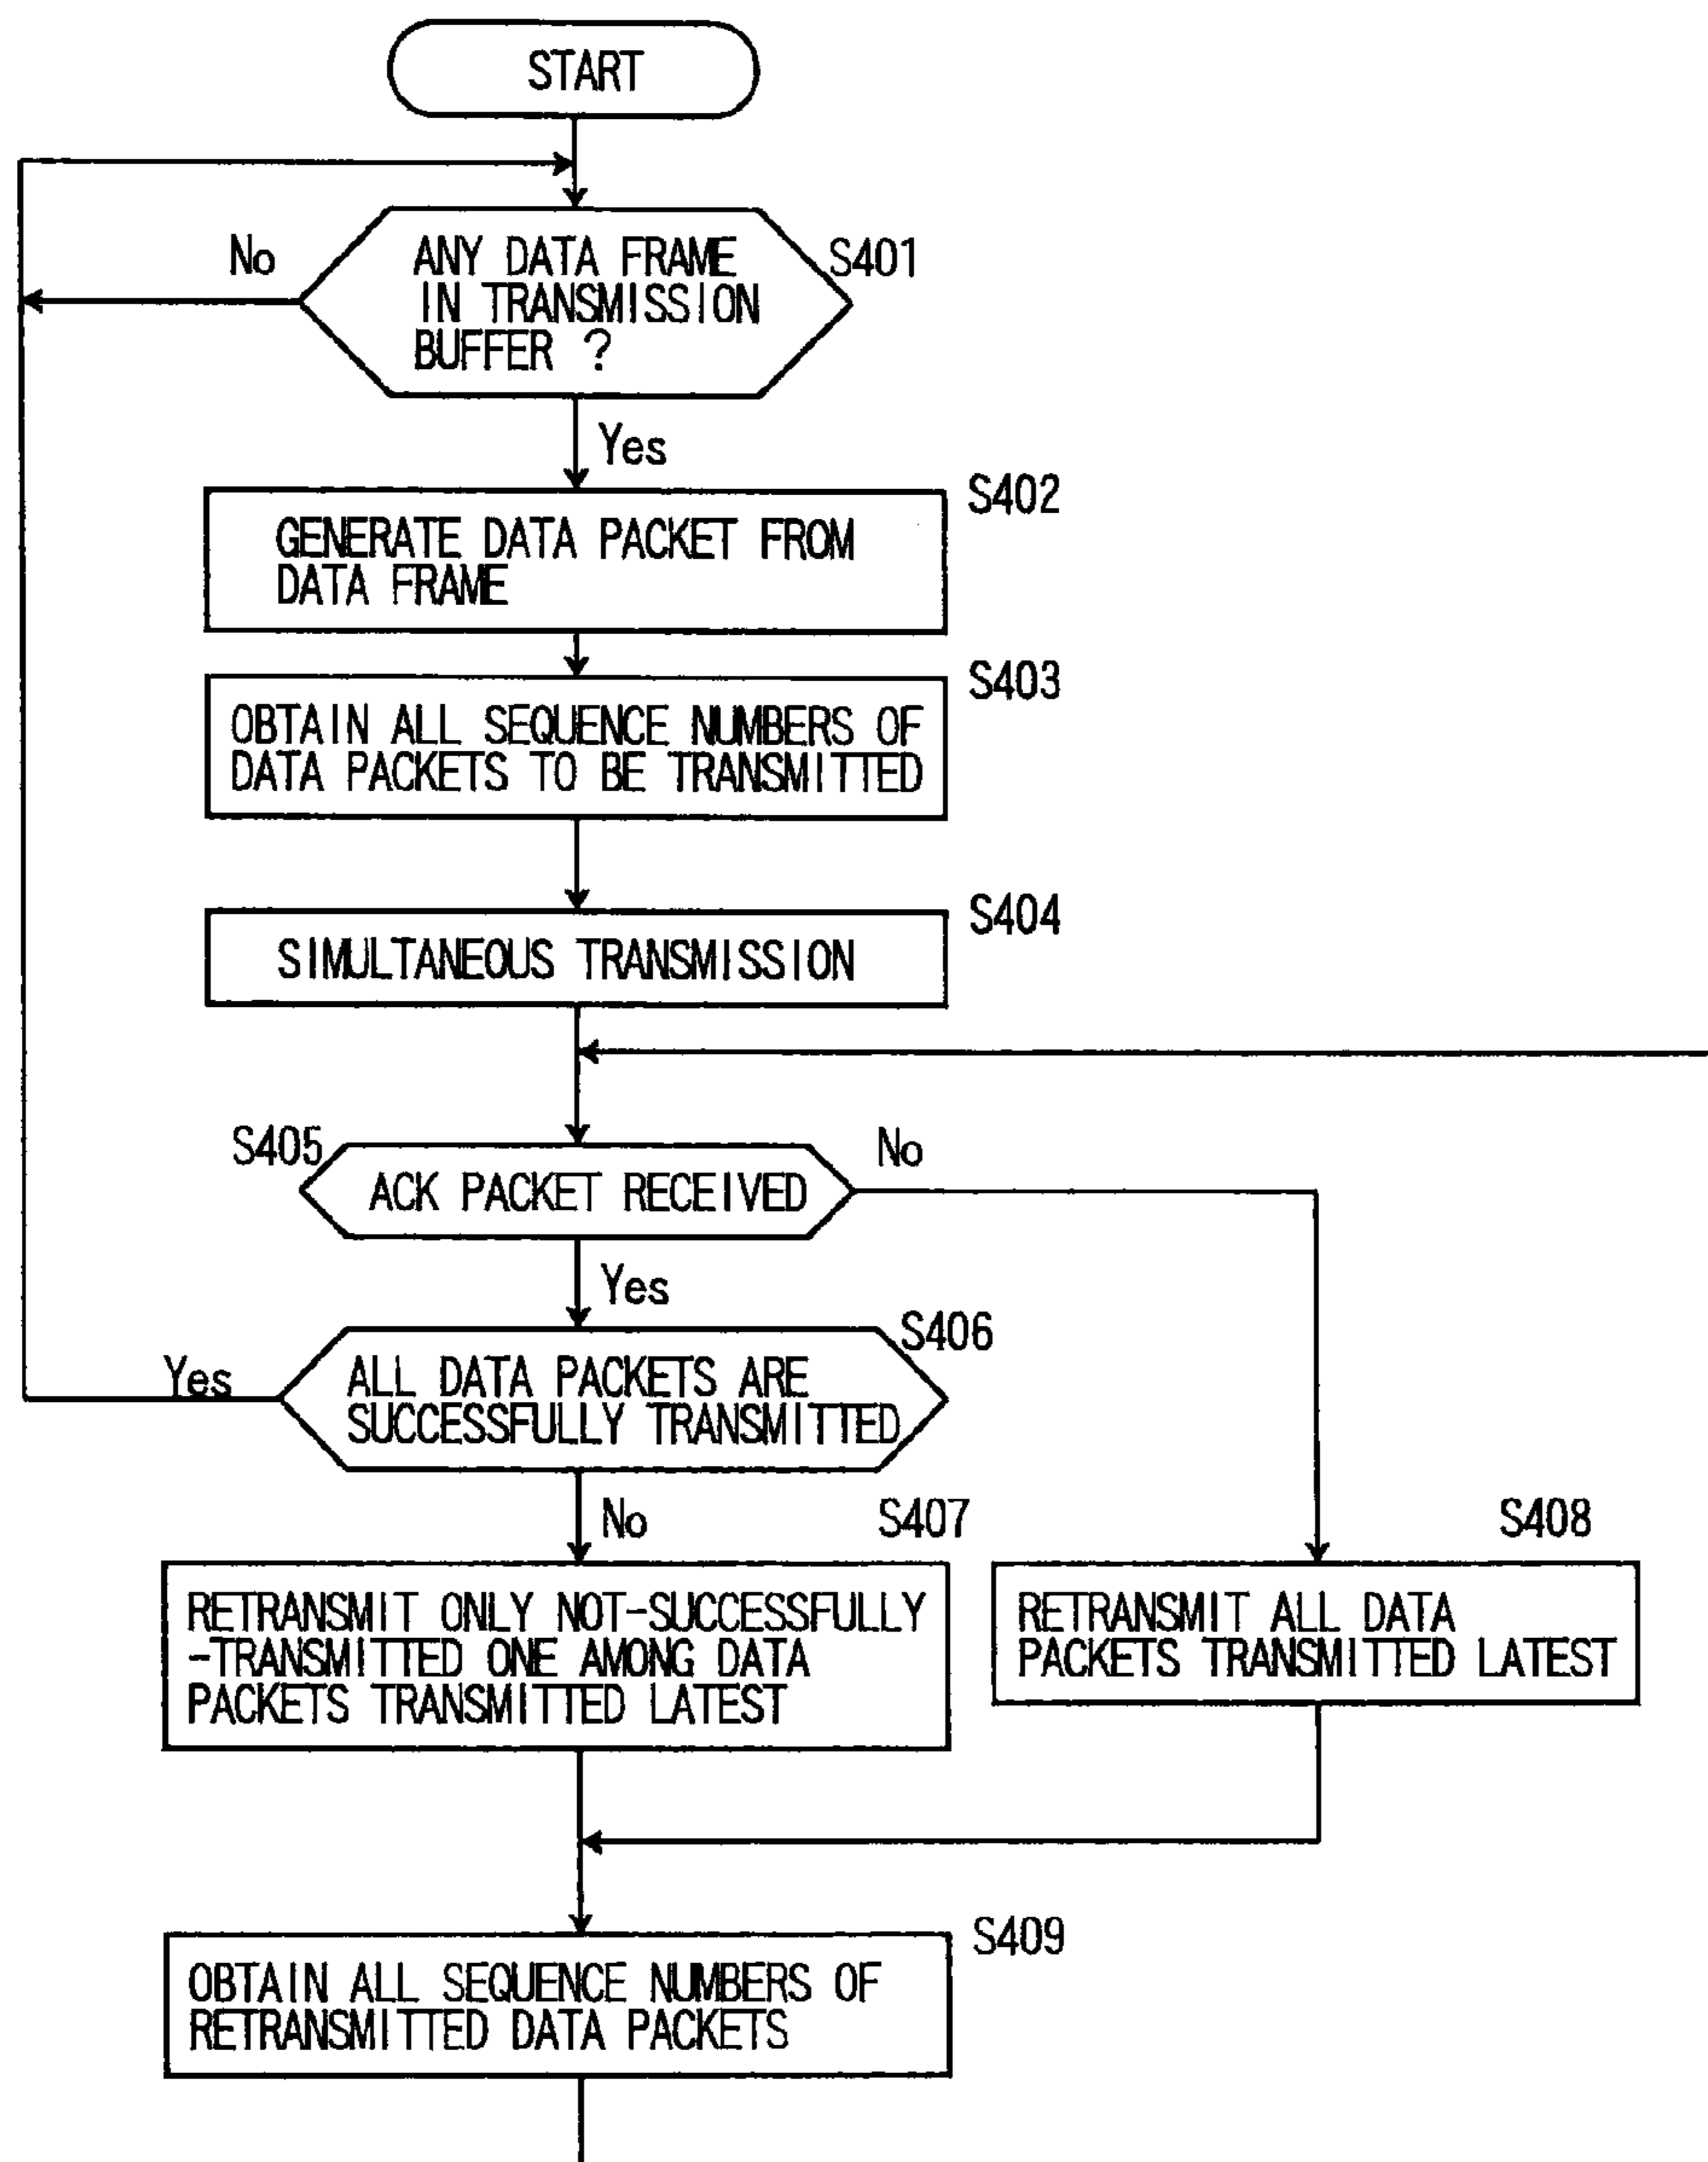 START
No
ANY DATA FRAME
IN TRANSMISSION
BUFFER ?
S401
Yes
S402
GENERATE DATA PACKET FROM
DATA FRAME
S403
OBTAIN ALL SEQUENCE NUMBERS OF
DATA PACKETS TO BE TRANSMITTED
S404
SIMULTANEOUS TRANSMISSION
S405
ACK PACKET RECEIVED
No
Yes
S406
Yes
ALL DATA PACKETS ARE
SUCCESSFULLY TRANSMITTED
No
S407
S408
RETRANSMIT ONLY NOT-SUCCESSFULLY
-TRANSMITTED ONE AMONG DATA
PACKETS TRANSMITTED LATEST
RETRANSMIT ALL DATA
PACKETS TRANSMITTED LATEST
S409
OBTAIN ALL SEQUENCE NUMBERS OF
RETRANSMITTED DATA PACKETS